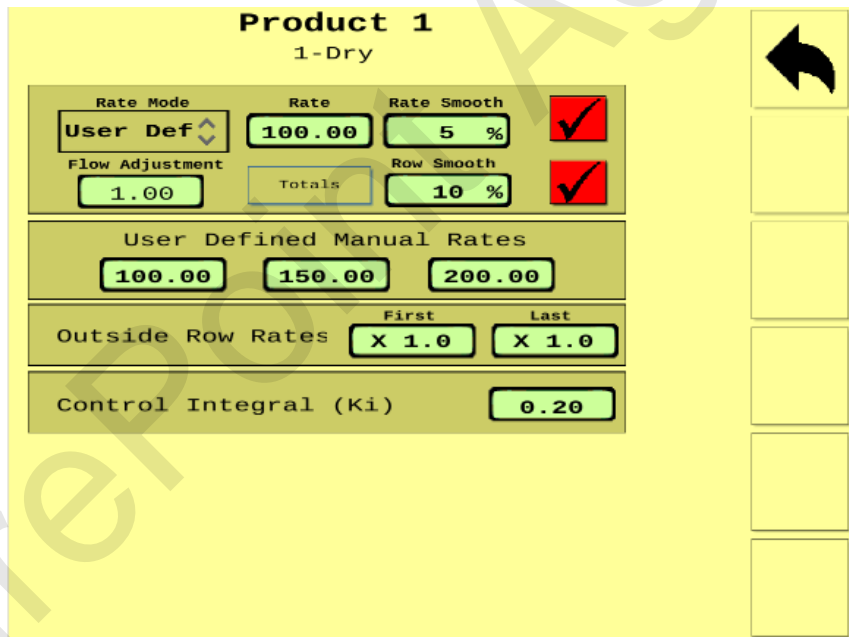 Product 1
1-Dry
Rate Mode Rate Rate Smooth
User Def 100.00 5 %
Flow Adjustment Row Smooth
1.00 Totals 10 %
User Defined Manual Rates
100.00 150.00 200.00
First Last
Outside Row Rates X 1.0 X 1.0
Control Integral (Ki) 0.20